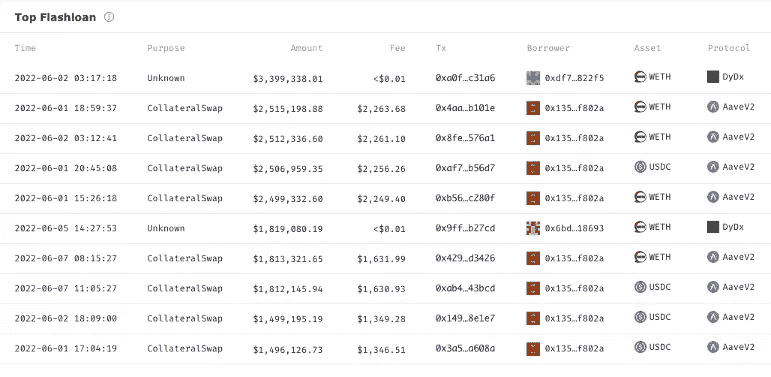 Top Flashloan
Time Purpose Amount Fee Tx Borrower Asset Protocol
2022-06-02 03:17:18 Unknown $3,399,338.01 <$0.01 0xa0f…c31a6 0xdf7…822f5 WETH DyDx
2022-06-01 18:59:37 CollateralSwap $2,515,198.88 $2,263.68 0x4aa…b101e 0x135…f802a WETH AaveV2
2022-06-02 03:12:41 CollateralSwap $2,512,336.60 $2,261.10 0x8fe…576a1 0x135…f802a WETH AaveV2
2022-06-01 20:45:08 CollateralSwap $2,506,959.35 $2,256.26 0xaf7…b56d7 0x135…f802a USDC AaveV2
2022-06-01 15:26:18 CollateralSwap $2,499,332.60 $2,249.40 0xb56…c280f 0x135…f802a WETH AaveV2
2022-06-05 14:27:53 Unknown $1,819,080.19 <$0.01 0x9ff…b27cd 0x6bd…18693 WETH DyDx
2022-06-07 08:15:27 CollateralSwap $1,813,321.65 $1,631.99 0x429…d3426 0x135…f802a WETH AaveV2
2022-06-07 11:05:27 CollateralSwap $1,812,145.94 $1,630.93 0xab4…43bcd 0x135…f802a USDC AaveV2
2022-06-02 18:09:00 CollateralSwap $1,499,195.19 $1,349.28 0x149…8e1e7 0x135…f802a USDC AaveV2
2022-06-01 17:04:19 CollateralSwap $1,496,126.73 $1,346.51 0x3a5…a608a 0x135…f802a USDC AaveV2